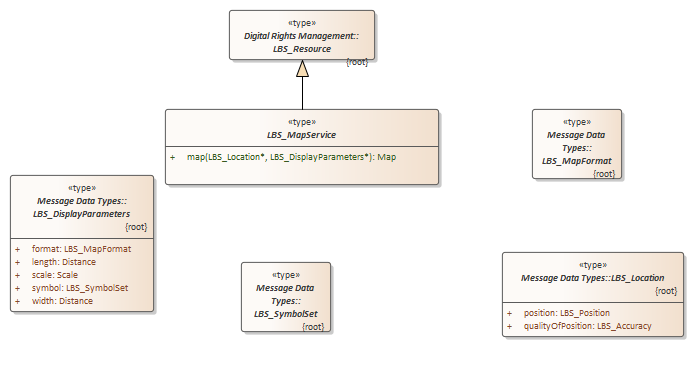 «type»
Digital Rights Management::
LBS_Resource
{root}
«type»
LBS_MapService
+ map(LBS_Location*, LBS_DisplayParameters*): Map
«type»
Message Data
Types::
LBS_MapFormat
{root}
«type»
Message Data Types::
LBS_DisplayParameters
{root}
+ format: LBS_MapFormat
+ length: Distance
+ scale: Scale
+ symbol: LBS_SymbolSet
+ width: Distance
«type»
Message Data
Types::
LBS_SymbolSet
{root}
«type»
Message Data Types::LBS_Location
{root}
+ position: LBS_Position
+ qualityOfPosition: LBS_Accuracy